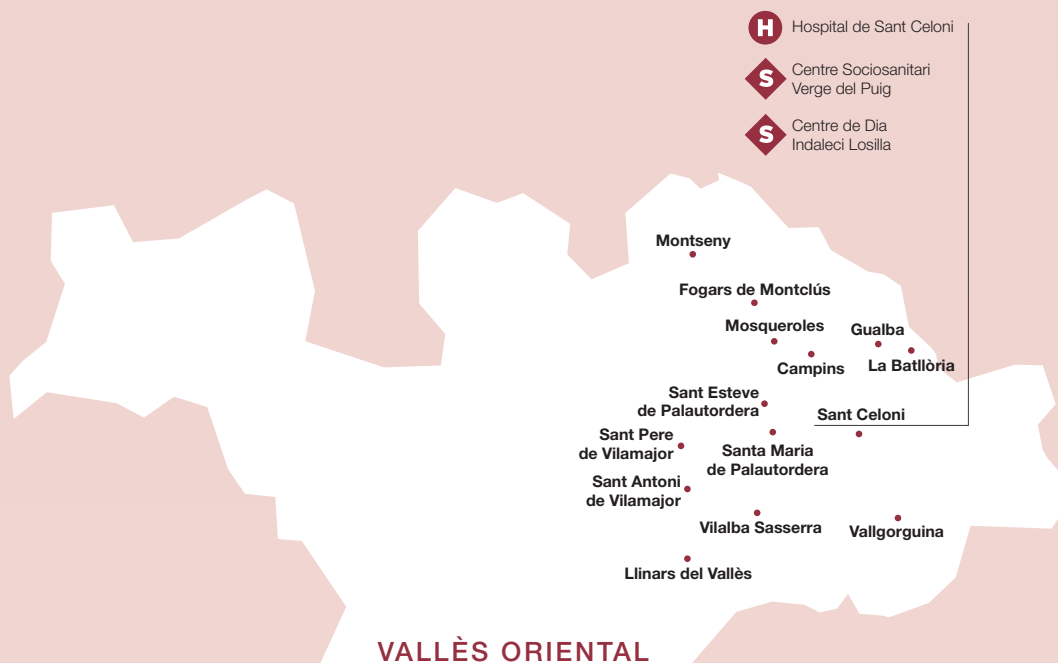 H Hospital de Sant Celoni
S Centre Sociosanitari
Verge del Puig
S Centre de Dia
Indaleci Losilla
Montseny
Fogars de Montclús
Mosqueroles
Gualba
Campins
La Batllòria
Sant Esteve
de Palautordera
Sant Celoni
Sant Pere
de Vilamajor
Santa Maria
de Palautordera
Sant Antoni
de Vilamajor
Vilalba Sasserra
Vallgorguina
Llinars del Vallès
VALLÈS ORIENTAL